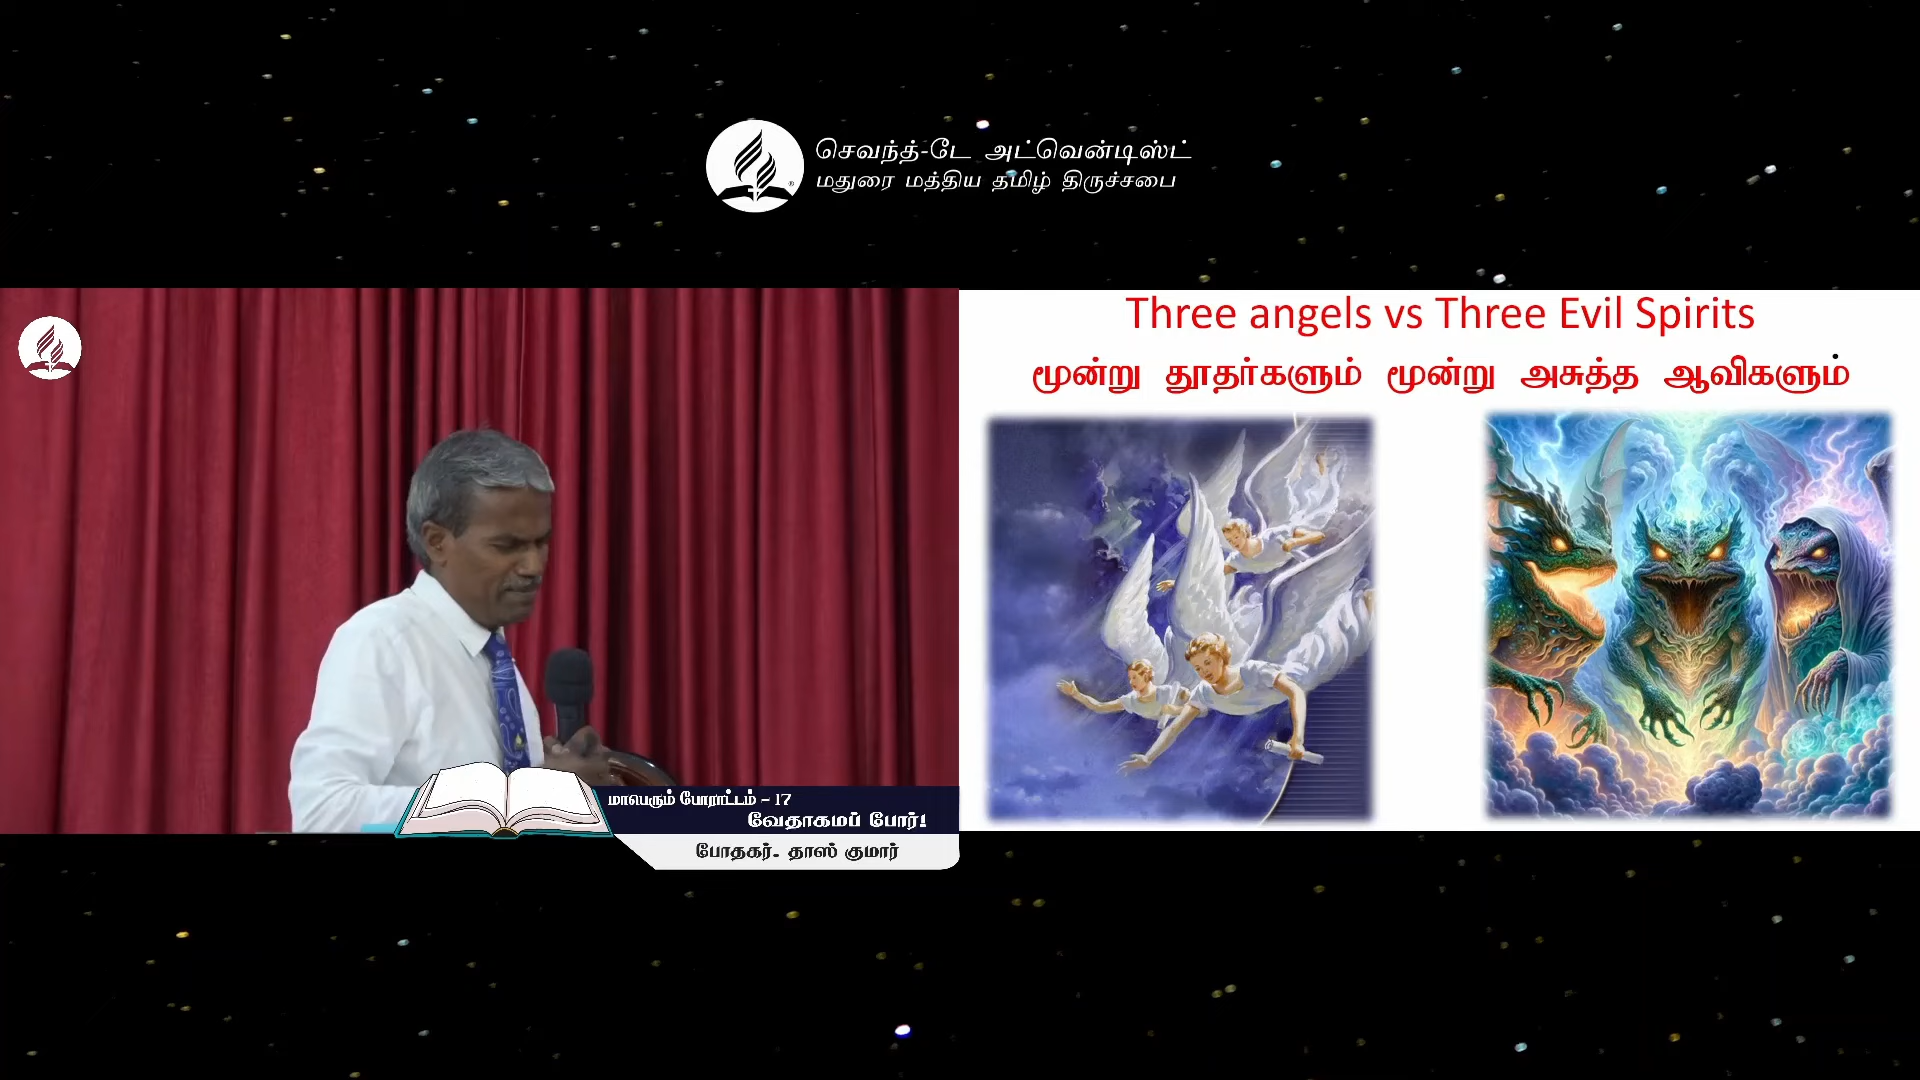 செவந்த்-டே அட்வென்டிஸ்ட்
மதுரை மத்திய தமிழ் திருச்சபை
Three angels vs Three Evil Spirits
மூன்று தூதர்களும் மூன்று அசுத்த ஆவிகளும்
மாபெரும் போராட்டம் – 17
வேதாகமப் போர்!
போதகர். தாஸ் குமார்